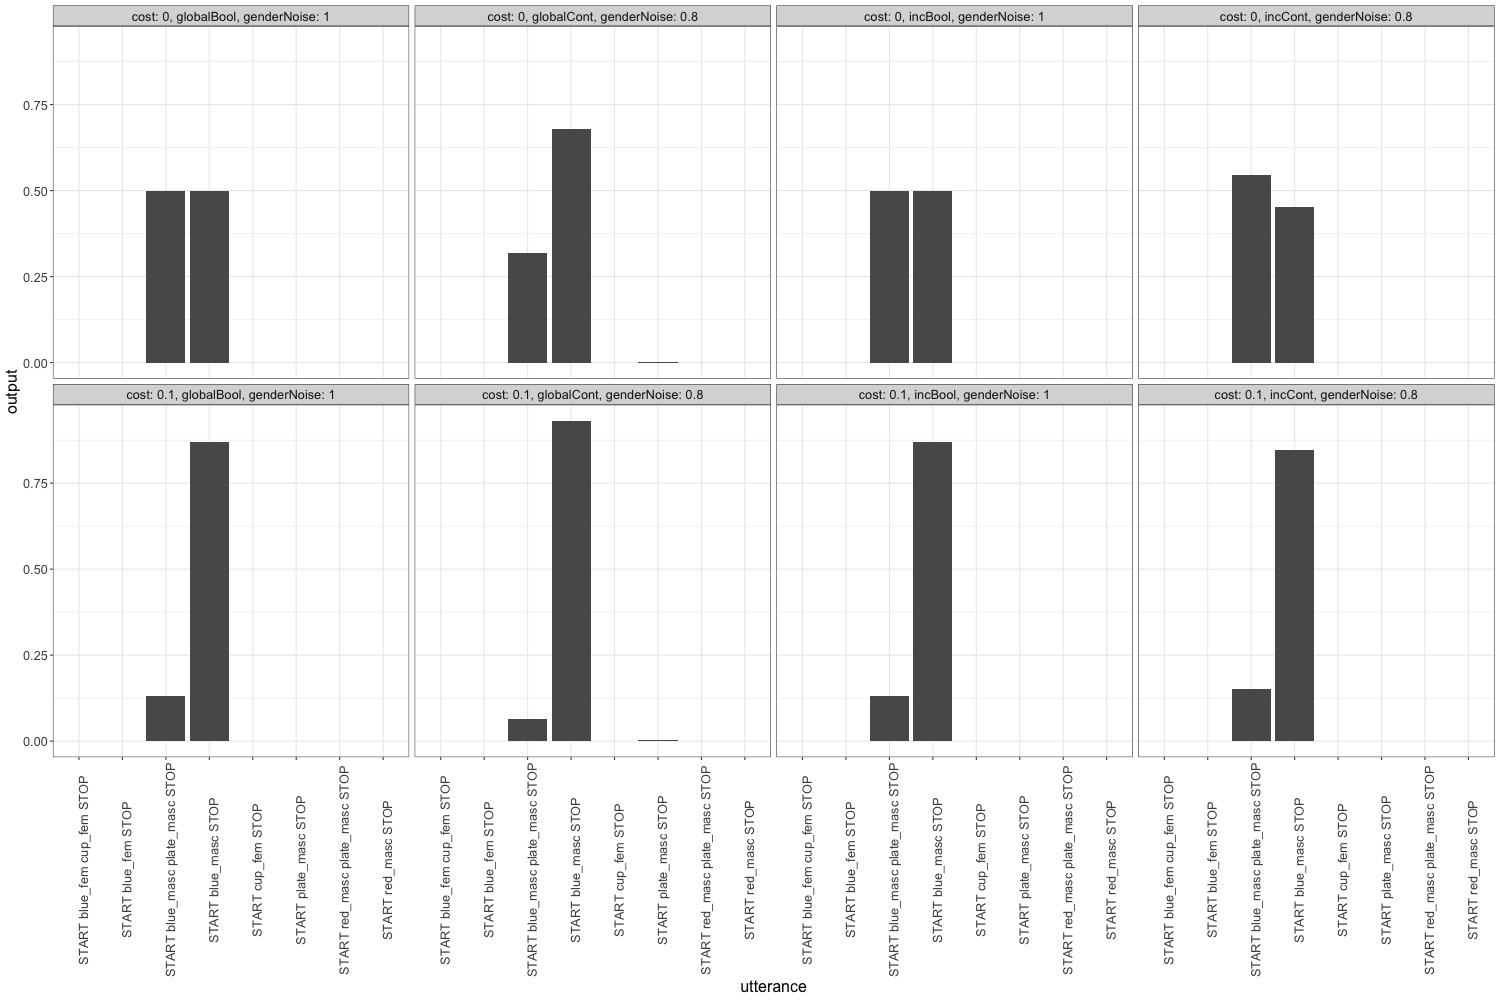 cost: 0, globalBool, genderNoise: 1
cost: 0, globalCont, genderNoise: 0.8
cost: 0, incBool, genderNoise: 1
cost: 0, incCont, genderNoise: 0.8
0.75
0.50
0.25
0.00
output
cost: 0.1, globalBool, genderNoise: 1
cost: 0.1, globalCont, genderNoise: 0.8
cost: 0.1, incBool, genderNoise: 1
cost: 0.1, incCont, genderNoise: 0.8
0.75
0.50
0.25
0.00
START blue_fem cup_fem STOP
START blue_fem STOP
START blue_masc plate_masc STOP
START blue_masc STOP
START cup_fem STOP
START plate_masc STOP
START red_masc plate_masc STOP
START red_masc STOP
START blue_fem cup_fem STOP
START blue_fem STOP
START blue_masc plate_masc STOP
START blue_masc STOP
START cup_fem STOP
START plate_masc STOP
START red_masc plate_masc STOP
START red_masc STOP
START blue_fem cup_fem STOP
START blue_fem STOP
START blue_masc plate_masc STOP
START blue_masc STOP
START cup_fem STOP
START plate_masc STOP
START red_masc plate_masc STOP
START red_masc STOP
START blue_fem cup_fem STOP
START blue_fem STOP
START blue_masc plate_masc STOP
START blue_masc STOP
START cup_fem STOP
START plate_masc STOP
START red_masc plate_masc STOP
START red_masc STOP
utterance